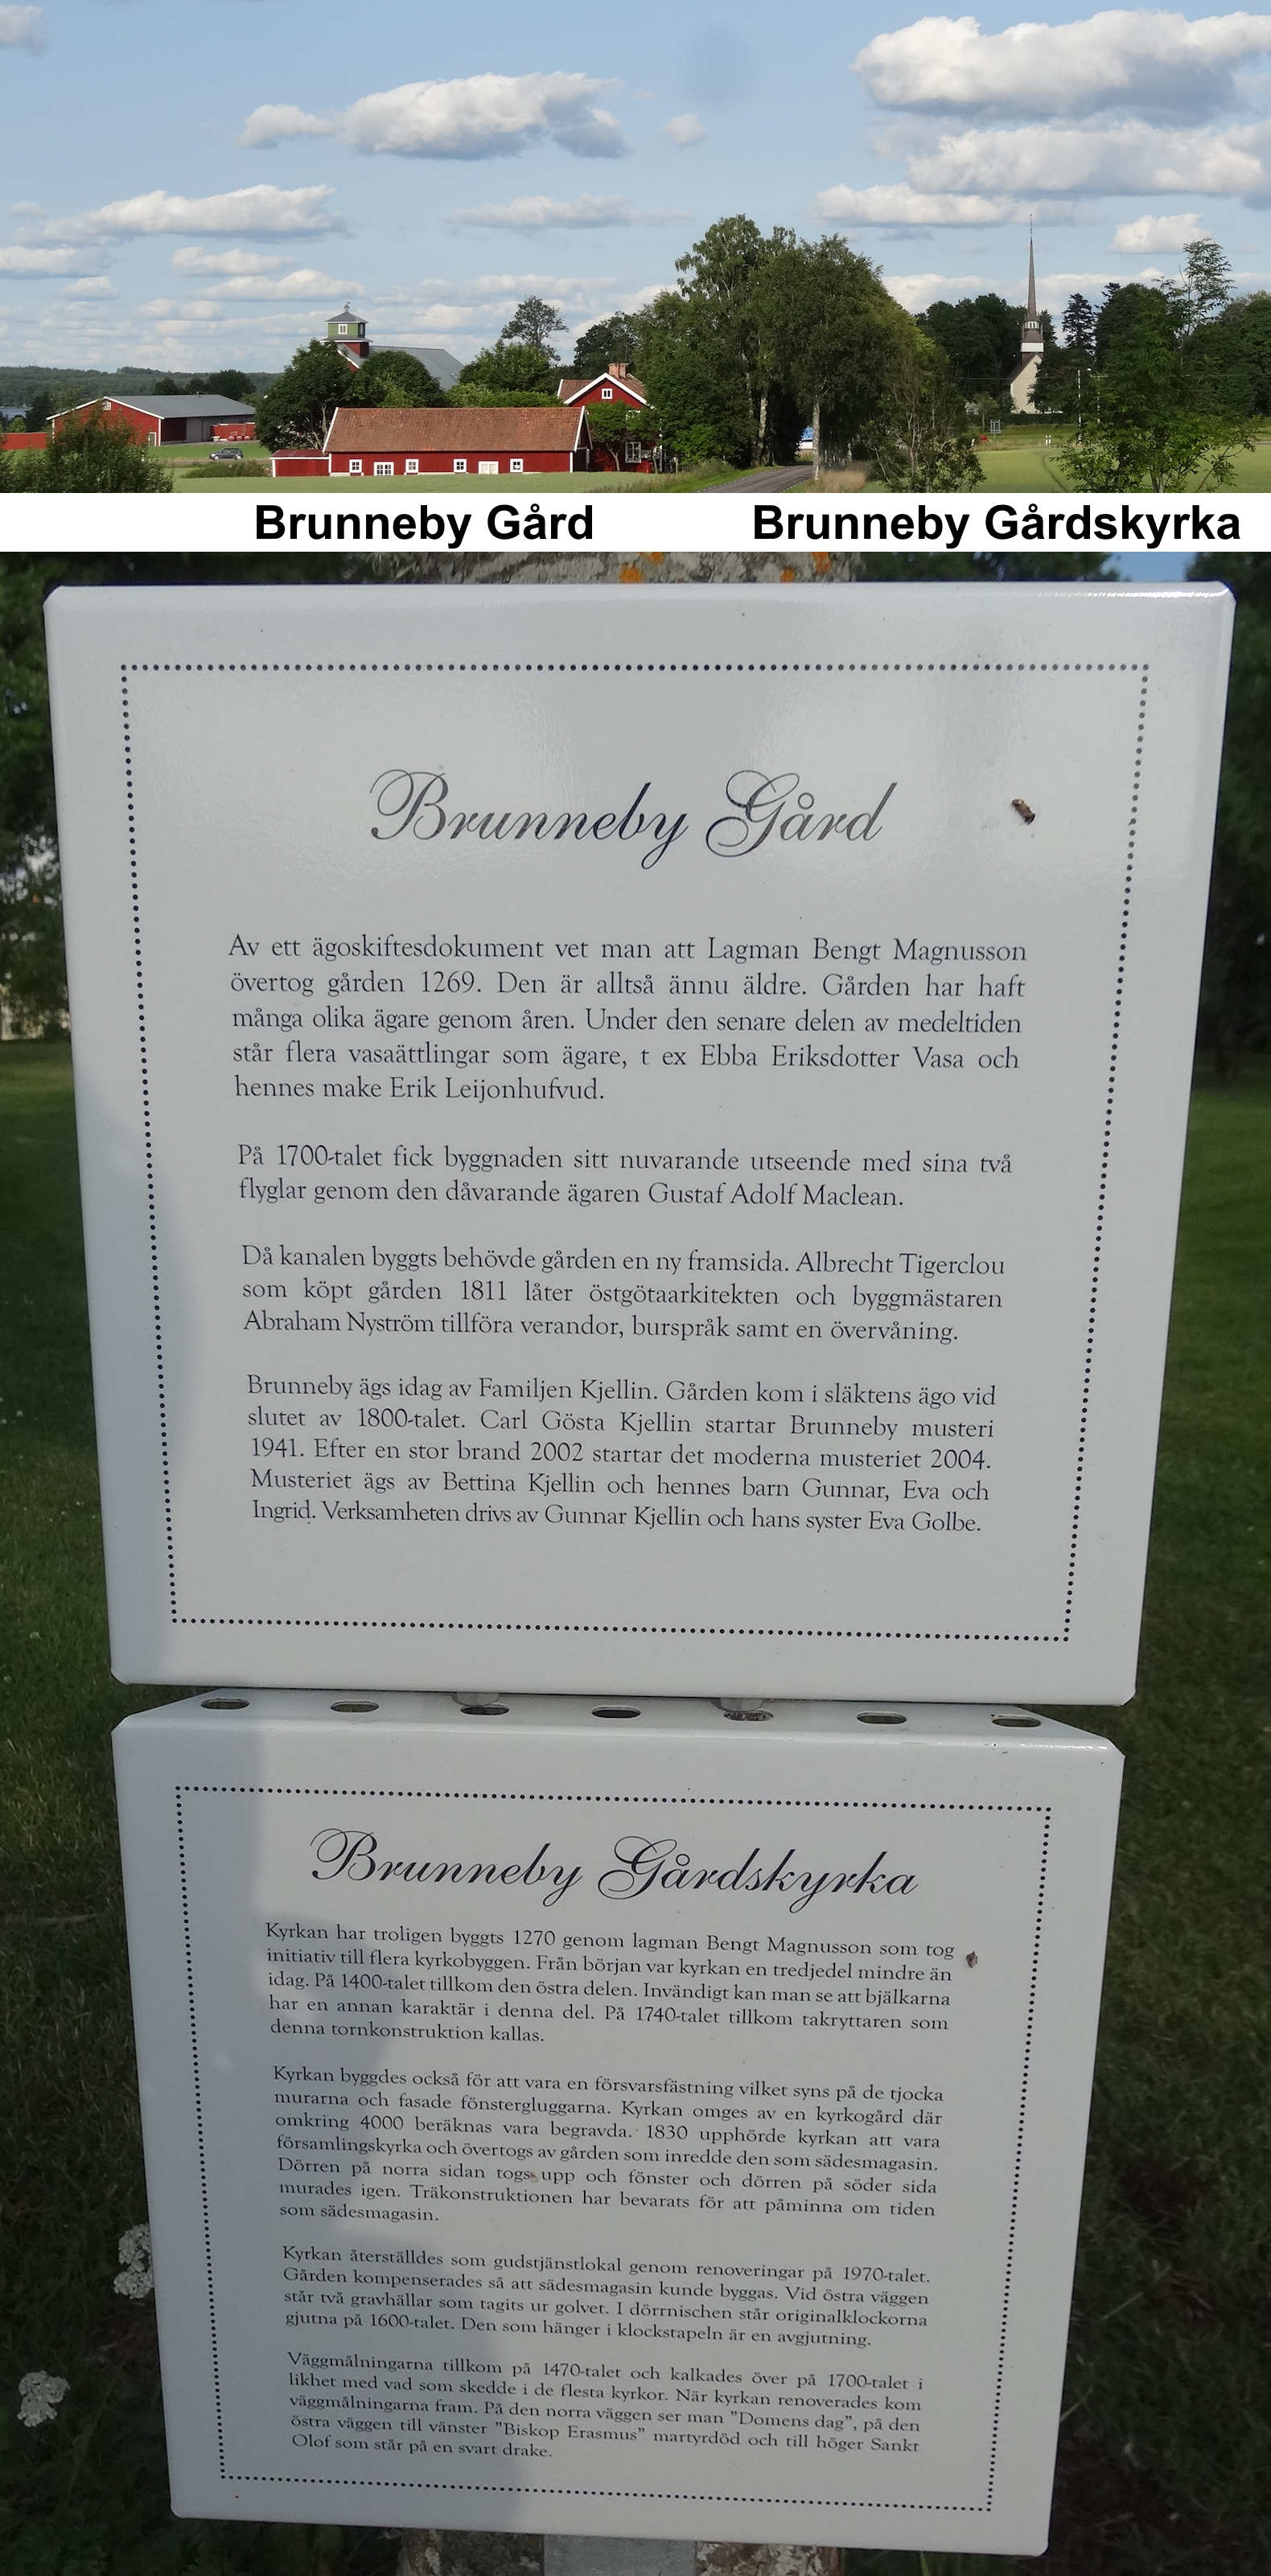 Brunneby Gård
Brunneby Gårdskyrka
Brunneby Gård
Av ett ägoskiftesdokument vet man att Lagman Bengt Magnusson
övertog gården 1269. Den är alltså ännu äldre. Gården har haft
många olika ägare genom åren. Under den senare delen av medeltiden
står flera vasaättlingar som ägare, t ex Ebba Eriksdotter Vasa och
hennes make Erik Leijonhufvud.
På 1700-talet fick byggnaden sitt nuvarande utseende med sina två
flyglar genom den dåvarande ägaren Gustaf Adolf Maclean.
Då kanalen byggts behövde gården en ny framsida. Albrecht Tigerclou
som köpt gården 1811 låter östgötaarkitekten och byggmästaren
Abraham Nyström tillföra verandor, burspråk samt en övervåning.
Brunneby ägs idag av Familjen Kjellin. Gården kom i släktens ägo vid
slutet av 1800-talet. Carl Gösta Kjellin startar Brunneby musteri
1941. Efter en stor brand 2002 startar det moderna musteriet 2004.
Musteriet ägs av Bettina Kjellin och hennes barn Gunnar, Eva och
Ingrid. Verksamheten drivs av Gunnar Kjellin och hans syster Eva Golbe.
Brunneby Gårdskyrka
Kyrkan har troligen byggts 1270 genom lagman Bengt Magnusson som tog
initiativ till flera kyrkobyggen. Från början var kyrkan en tredjedel mindre än
idag. På 1400-talet tillkom den östra delen. Invändigt kan man se att bjälkarna
har en annan karaktär i denna del. På 1740-talet tillkom takryttaren som
denna tornkonstruktion kallas.
Kyrkan byggdes också för att vara en försvarsfästning vilket syns på de tjocka
murarna och fasade fönstergluggarna. Kyrkan omges av en kyrkogård där
omkring 4000 beräknas vara begravda. 1830 upphörde kyrkan att vara
församlingskyrka och övertogs av gården som inredde den som sädesmagasin.
Dörren på norra sidan togs upp och fönster och dörren på söder sida
murades igen. Träkonstruktionen har bevarats för att påminna om tiden
som sädesmagasin.
Kyrkan återställdes som gudstjänstlokal genom renoveringar på 1970-talet.
Gården kompenserades så att sädesmagasin kunde byggas. Vid östra väggen
står två gravhällar som tagits ur golvet. I dörrnischen står originalklockorna
gjutna på 1600-talet. Den som hänger i klockstapeln är en avgjutning.
Väggmålningarna tillkom på 1470-talet och kalkades över på 1700-talet i
likhet med vad som skedde i de flesta kyrkor. När kyrkan renoverades kom
väggmålningarna fram. På den norra väggen ser man "Domens dag", på den
östra väggen till vänster "Biskop Erasmus" martyrdöd och till höger Sankt
Olof som står på en svart drake.